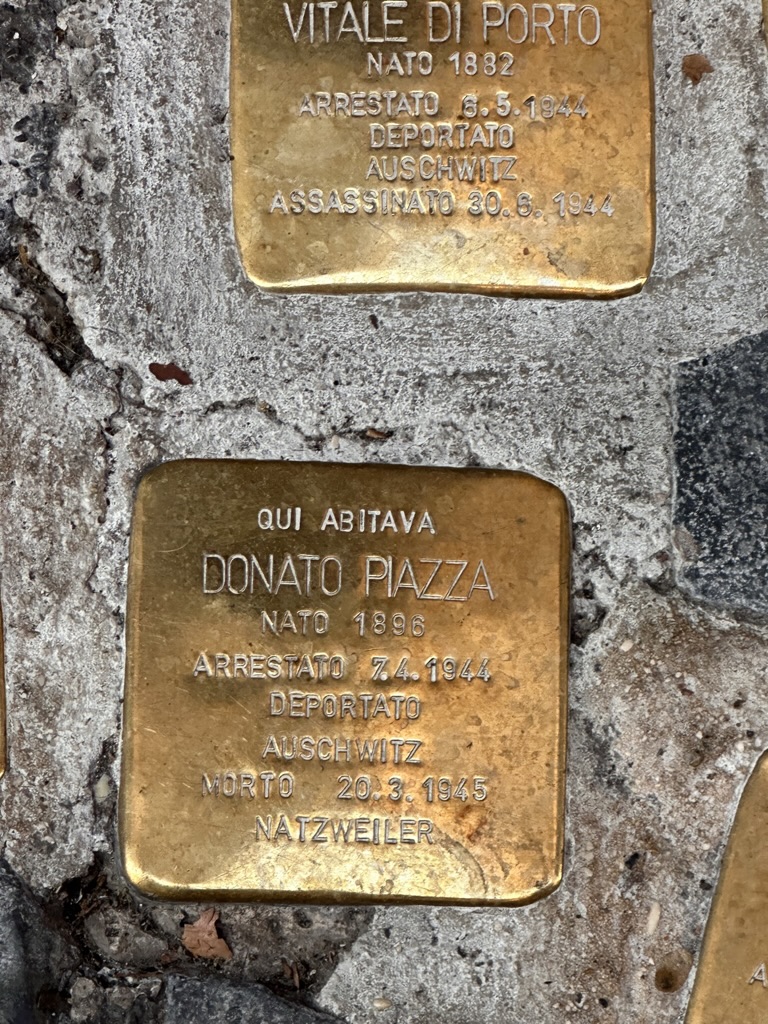 VITALE DI PORTO
NATO 1882
ARRESTATO 6.5.1944
DEPORTATO
AUSCHWITZ
ASSASSINATO 30.6.1944
QUI ABITAVA
DONATO PIAZZA
NATO 1896
ARRESTATO 7.4.1944
DEPORTATO
AUSCHWITZ
MORTO 20.3.1945
NATZWEILER
A